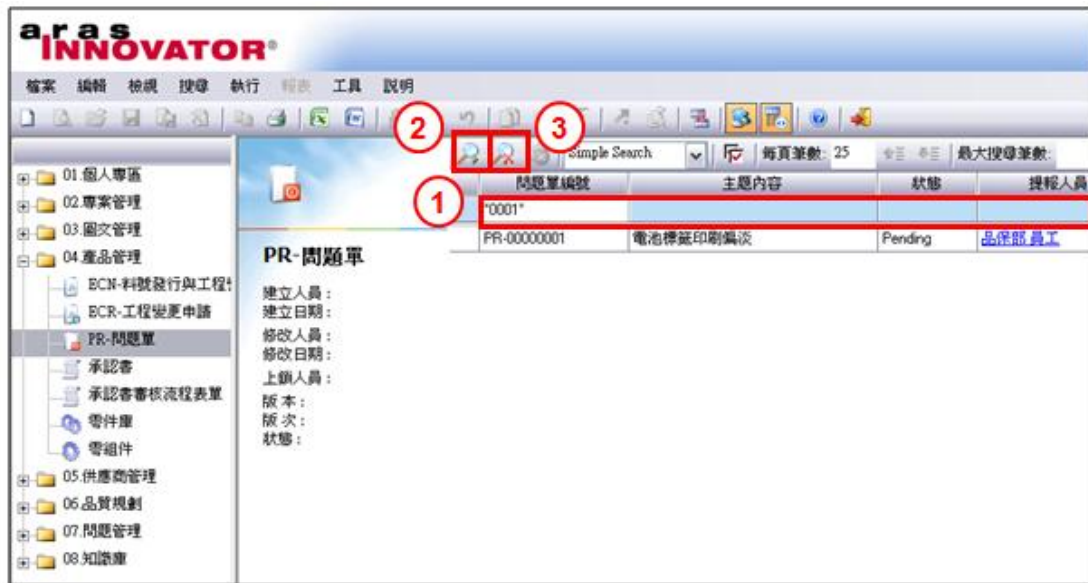 aras
INNOVATOR®
檔案 編輯 檢視 搜尋 執行 報表 工具 說明
② ③
Simple Search 每頁筆數: 25 最大搜尋筆數:
01.個人專區
02.專案管理
03.圖文管理
04.產品管理
ECN-料號發行與工程
ECR-工程變更申請
PR-問題單
承認書
承認書審核流程表單
零件庫
零組件
05.供應商管理
06.品質規劃
07.問題管理
08.知識庫
PR-問題單
建立人員:
建立日期:
修改人員:
修改日期:
上鎖人員:
版本:
版次:
狀態:
①
問題單編號 主題內容 狀態 提報人員
*0001*
PR-00000001 電池標籤印刷偏淡 Pending 品保部 員工